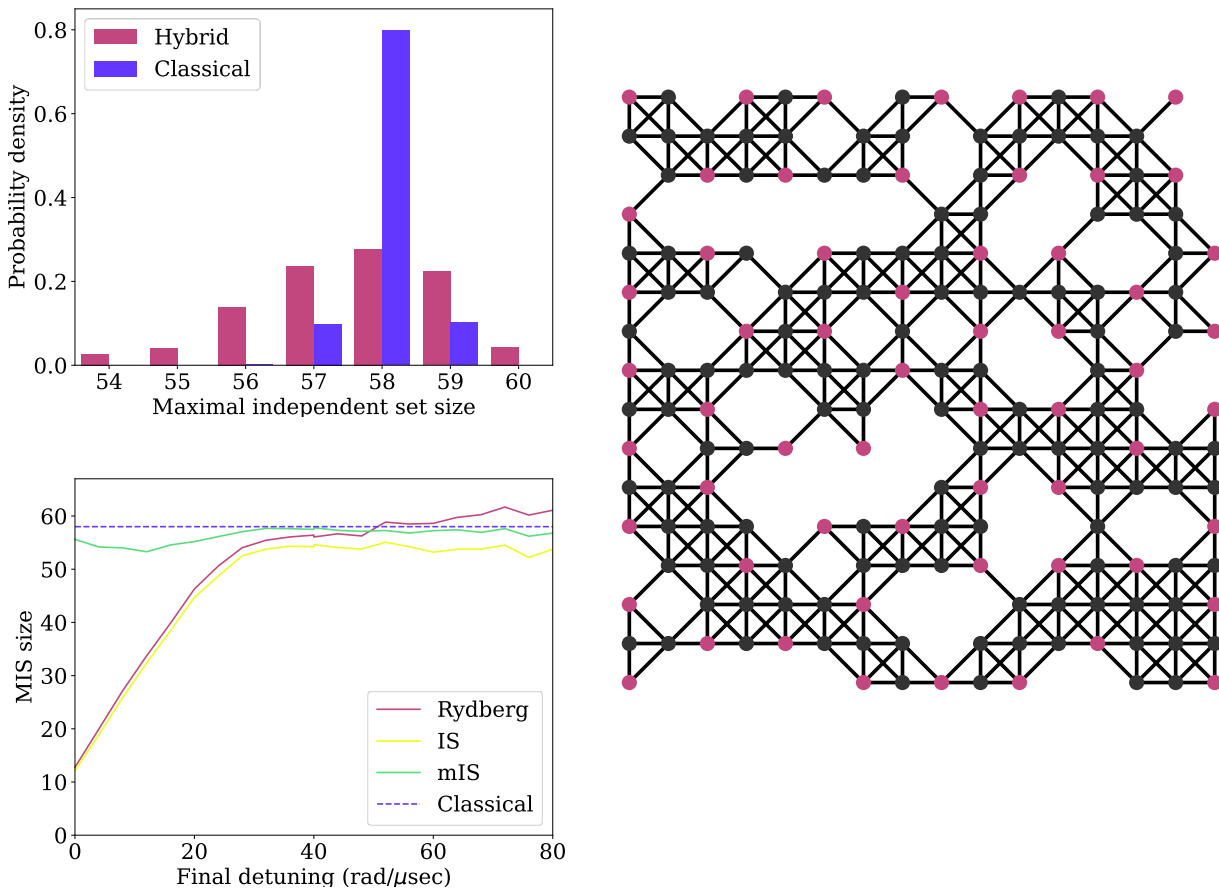 Hybrid
Classical
Probability density
0.8
0.6
0.4
0.2
0.0
54 55 56 57 58 59 60
Maximal independent set size
MIS size
60
50
40
30
20
10
0
Rydberg
IS
mIS
Classical
0 20 40 60 80
Final detuning (rad/μsec)